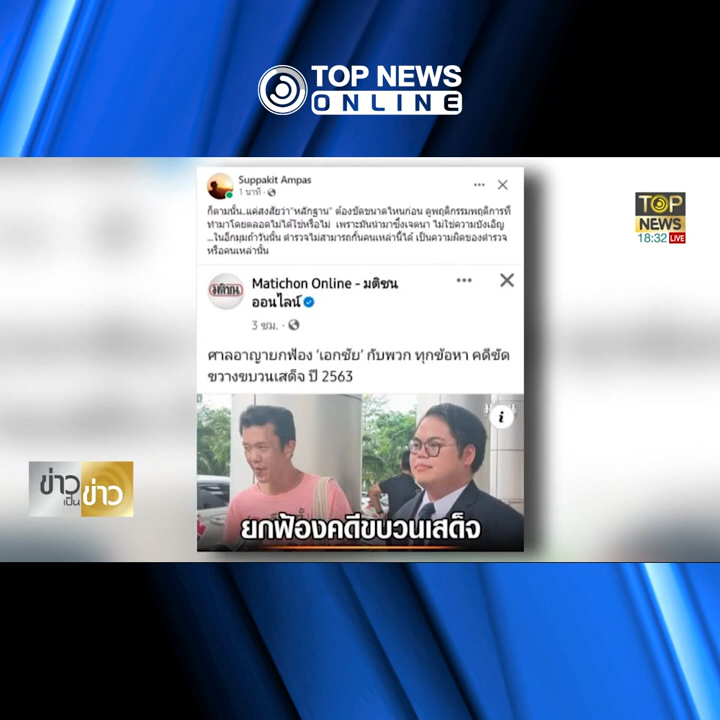 TOP NEWS
ONLINE
Suppakit Ampas
1 นาที ·
ก็ตามนั้น..แค่สงสัยว่า"หลักฐาน" ต้องชัดขนาดไหนก่อน ดูพฤติกรรมพฤติการที่
ทำมาโดยตลอดไม่ได้ใช่หรือไม่ เพราะมันนำมาซึ่งเจตนา ไม่ใช่ความบังเอิญ
...ในอีกมุมถ้าวันนั้น ตำรวจไม่สามารถกั้นคนเหล่านี้ได้ เป็นความผิดของตำรวจ
หรือคนเหล่านั้น
TOP
NEWS
18:32 LIVE
มติชน
Matichon Online - มติชน
ออนไลน์
3 ชม. ·
ศาลอาญายกฟ้อง 'เอกชัย' กับพวก ทุกข้อหา คดีขัด
ขวางขบวนเสด็จ ปี 2563
ข่าว
เป็น
ข่าว
ยกฟ้องคดีขบวนเสด็จ